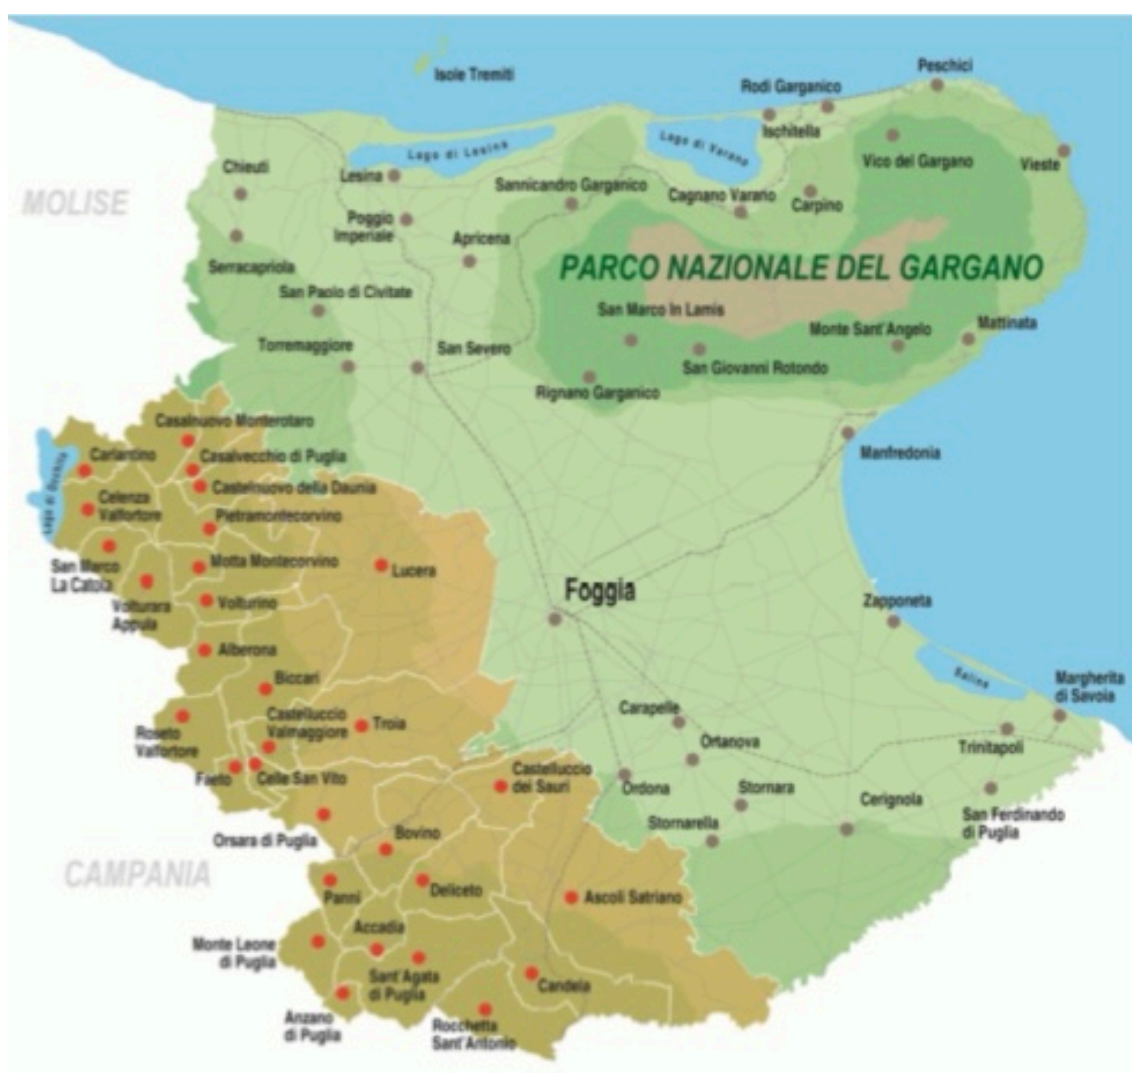 Isole Tremiti
Peschici
Rodi Garganico
Ischitella
Lago di Lesina
Lago di Varano
Vico del Gargano
Vieste
Chieuti
Lesina
Sannicandro Garganico
Cagnano Varano
Carpino
MOLISE
Poggio
Imperiale
Apricena
Serracapriola
PARCO NAZIONALE DEL GARGANO
San Paolo di Civitate
San Marco In Lamis
Monte Sant'Angelo
Mattinata
Torremaggiore
San Severo
San Giovanni Rotondo
Rignano Garganico
Casalnuovo Monterotaro
Manfredonia
Carlantino
Casalvecchio di Puglia
Lago di Occhito
Castelnuovo della Daunia
Celenza
Valfortore
Pietramontecorvino
San Marco
La Catola
Motta Montecorvino
Lucera
Foggia
Volturara
Appula
Volturino
Zapponeta
Alberona
Biccari
Saline
Margherita
di Savoia
Roseto
Valfortore
Castelluccio
Valmaggiore
Troia
Carapelle
Ortanova
Trinitapoli
Faeto
Celle San Vito
Castelluccio
dei Sauri
Ordona
Stornara
Cerignola
San Ferdinando
di Puglia
Orsara di Puglia
Bovino
Stornarella
CAMPANIA
Panni
Deliceto
Ascoli Satriano
Accadia
Monte Leone
di Puglia
Sant'Agata
di Puglia
Candela
Anzano
di Puglia
Rocchetta
Sant'Antonio